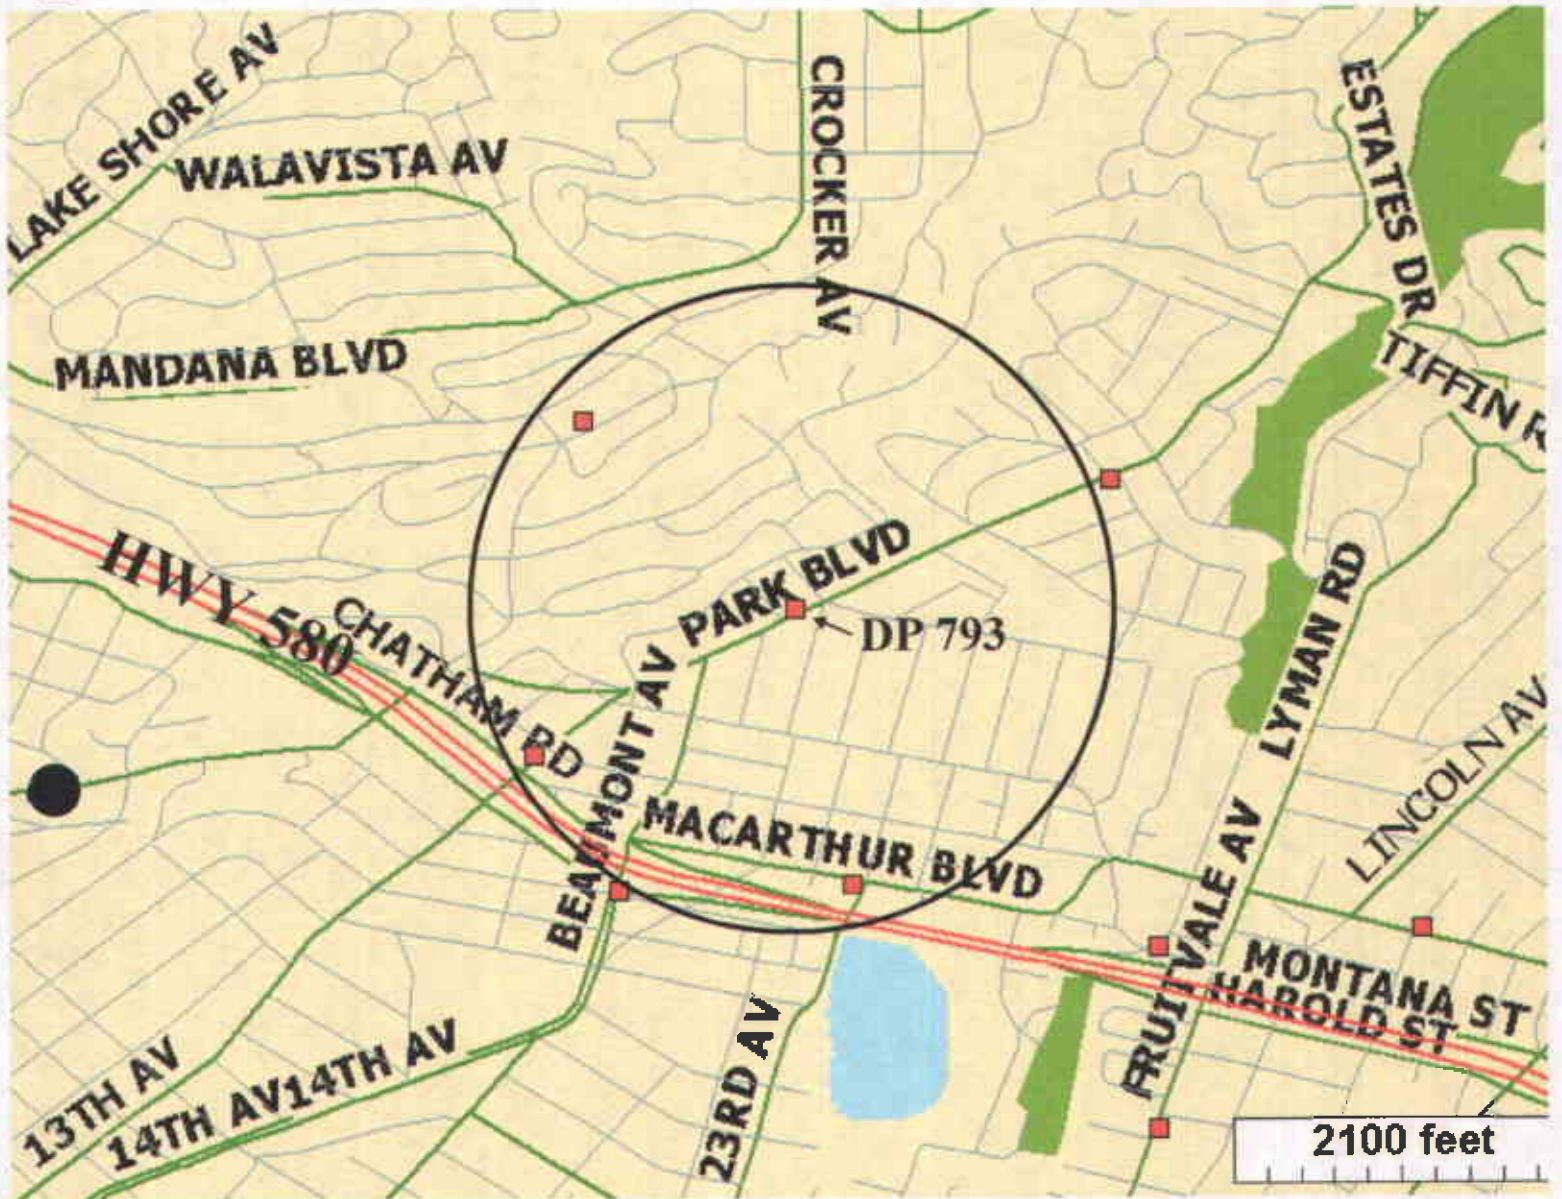 LAKE SHORE AV
WALAVISTA AV
CROCKER AV
ESTATES DR
MANDANA BLVD
TIFFIN R
HWY 580
CHATHAM RD
PARK BLVD
DP 793
BEAUMONT AV
LYMAN RD
LINCOLN AV
MACARTHUR BLVD
FRUITVALE AV
MONTANA ST
HAROLD ST
13TH AV
14TH AV14TH AV
23RD AV
2100 feet